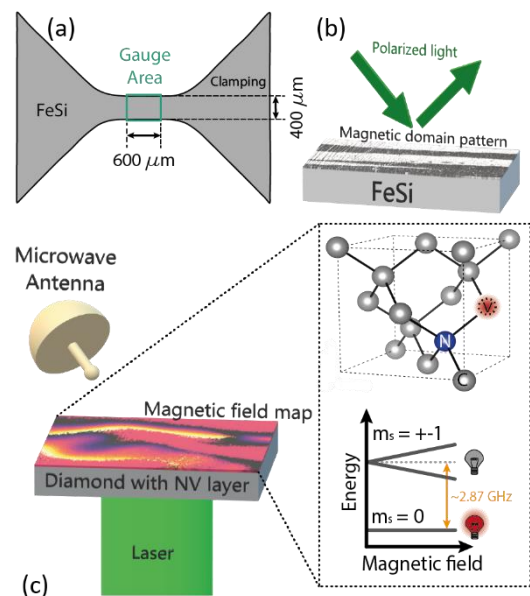 (a)
Gauge
Area
Clamping
FeSi
400 μm
600 μm
(b)
Polarized light
Magnetic domain pattern
FeSi
Microwave
Antenna
Magnetic field map
Diamond with NV layer
Laser
(c)
V
N
C
Energy
mₛ = +-1
~2.87 GHz
mₛ = 0
Magnetic field